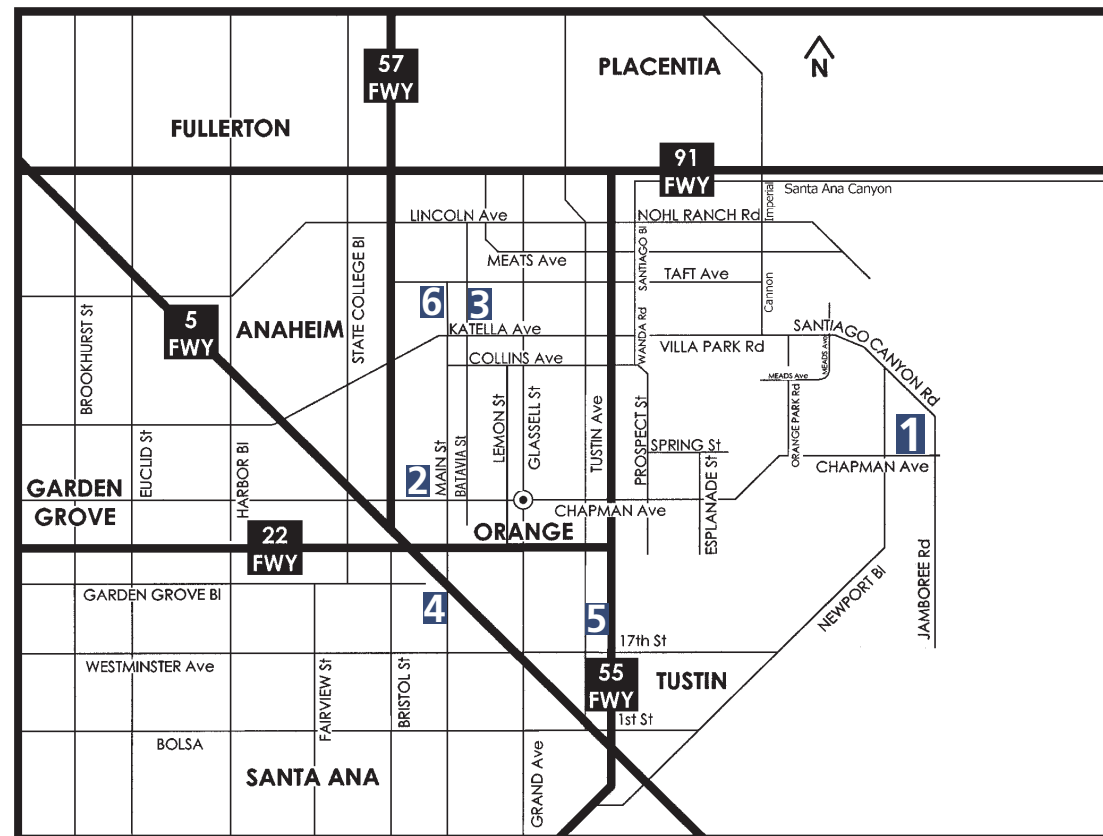 57
FWY
PLACENTIA
N
FULLERTON
91
FWY
Santa Ana Canyon
Imperial
LINCOLN Ave
NOHL RANCH Rd
STATE COLLEGE Bl
SANTIAGO Bl
MEATS Ave
TAFT Ave
Cannon
6
3
BROOKHURST St
5
FWY
ANAHEIM
KATELLA Ave
WANDA Rd
VILLA PARK Rd
SANTIAGO CANYON Rd
COLLINS Ave
MEADS Ave
MEADS Ave
ORANGE PARK Rd
LEMON St
GLASSELL St
TUSTIN Ave
PROSPECT St
1
EUCLID St
HARBOR Bl
MAIN St
BATAVIA St
SPRING St
CHAPMAN Ave
2
GARDEN
GROVE
ESPLANADE St
CHAPMAN Ave
ORANGE
22
FWY
JAMBOREE Rd
NEWPORT Bl
GARDEN GROVE Bl
4
5
17th St
WESTMINSTER Ave
FAIRVIEW St
BRISTOL St
55
FWY
TUSTIN
1st St
BOLSA
GRAND Ave
SANTA ANA